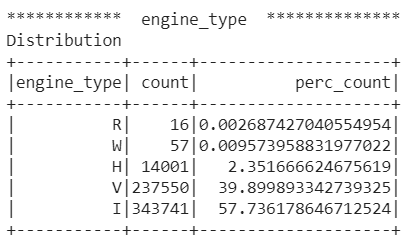 ************  engine_type  **************
Distribution
+-----------+------+--------------------+
|engine_type| count|          perc_count|
+-----------+------+--------------------+
|          R|    16|0.002687427040554954|
|          W|    57|0.009573958831977022|
|          H| 14001|   2.351666624675619|
|          V|237550|  39.899893342739325|
|          I|343741|  57.736178646712524|
+-----------+------+--------------------+